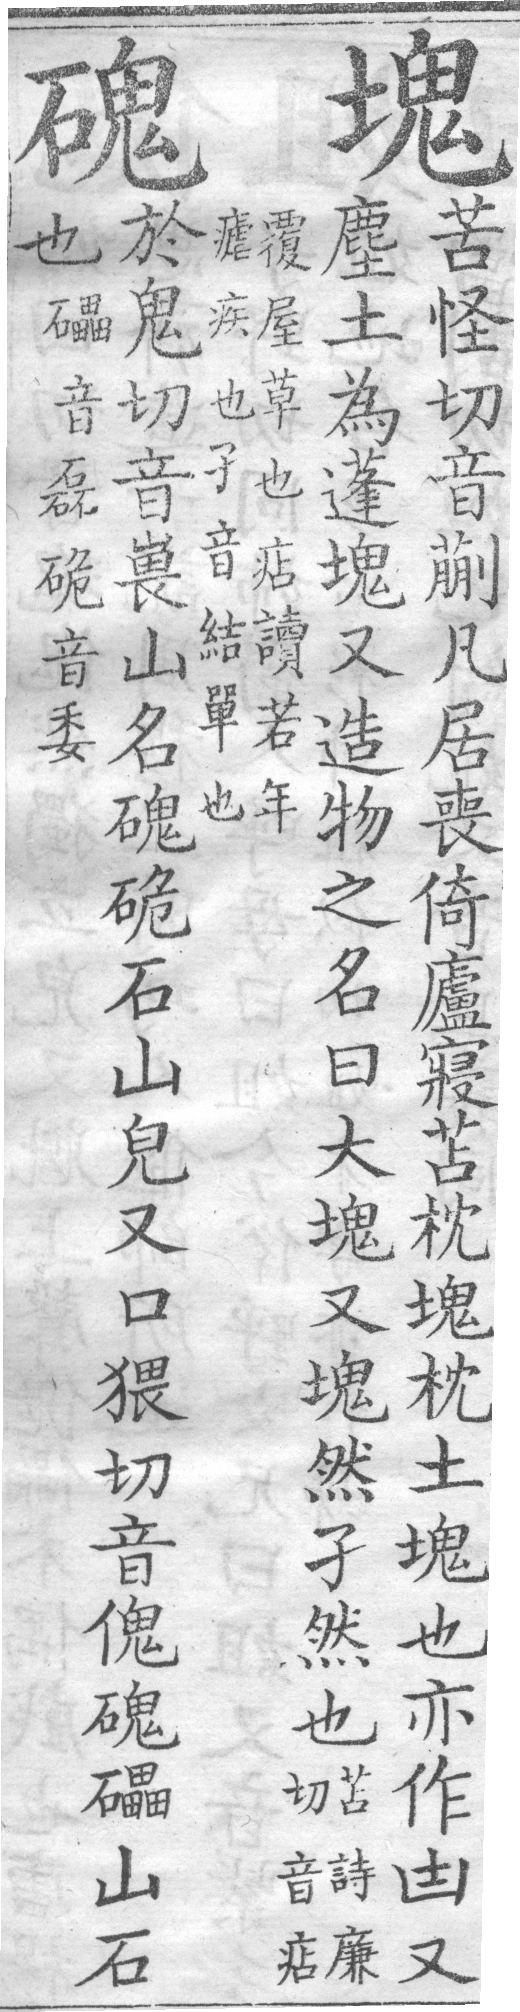 塊
苦怪切音蒯凡居喪倚廬寢苫枕塊枕土塊也亦作凷又
塵土為蓬塊又造物之名曰大塊又塊然孑然也苫詩廉
切音痁
覆屋草也痁讀若年
瘧疾也孑音結單也
磈
於鬼切音嵔山名磈硊石山皃又口猥切音傀磈礧山石
也礧音磊硊音委